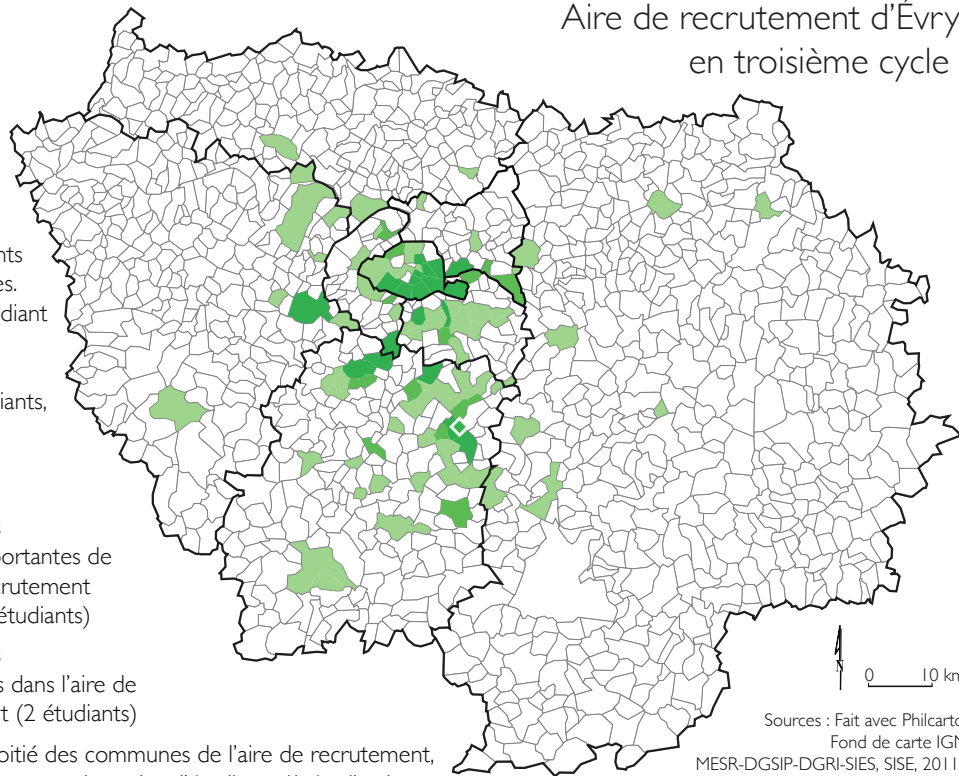 Aire de recrutement d'Évry
en troisième cycle
nts
es.
diant
iants,
s
portantes de
crutement
étudiants)
s
s dans l'aire de
t (2 étudiants)
oitié des communes de l'aire de recrutement,
N
0 10 km
Sources : Fait avec Philcarto
Fond de carte IGN
MESR-DGSIP-DGRI-SIES, SISE, 2011